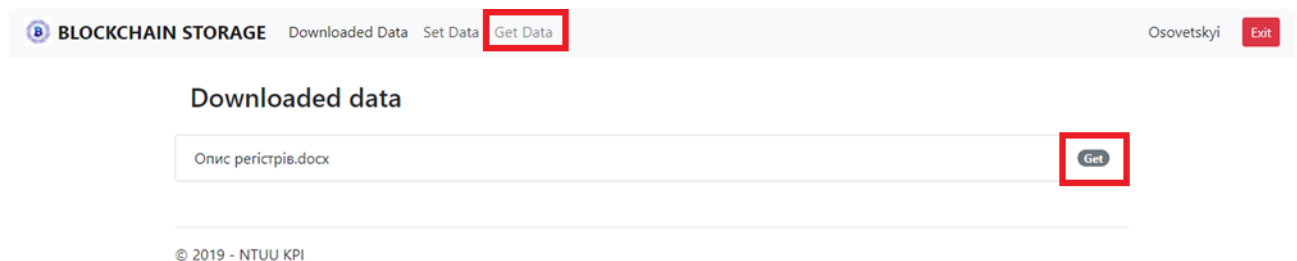 BLOCKCHAIN STORAGE Downloaded Data Set Data Get Data Osovetskyi Exit
Downloaded data
Опис регістрів.docx Get
© 2019 - NTUU KPI